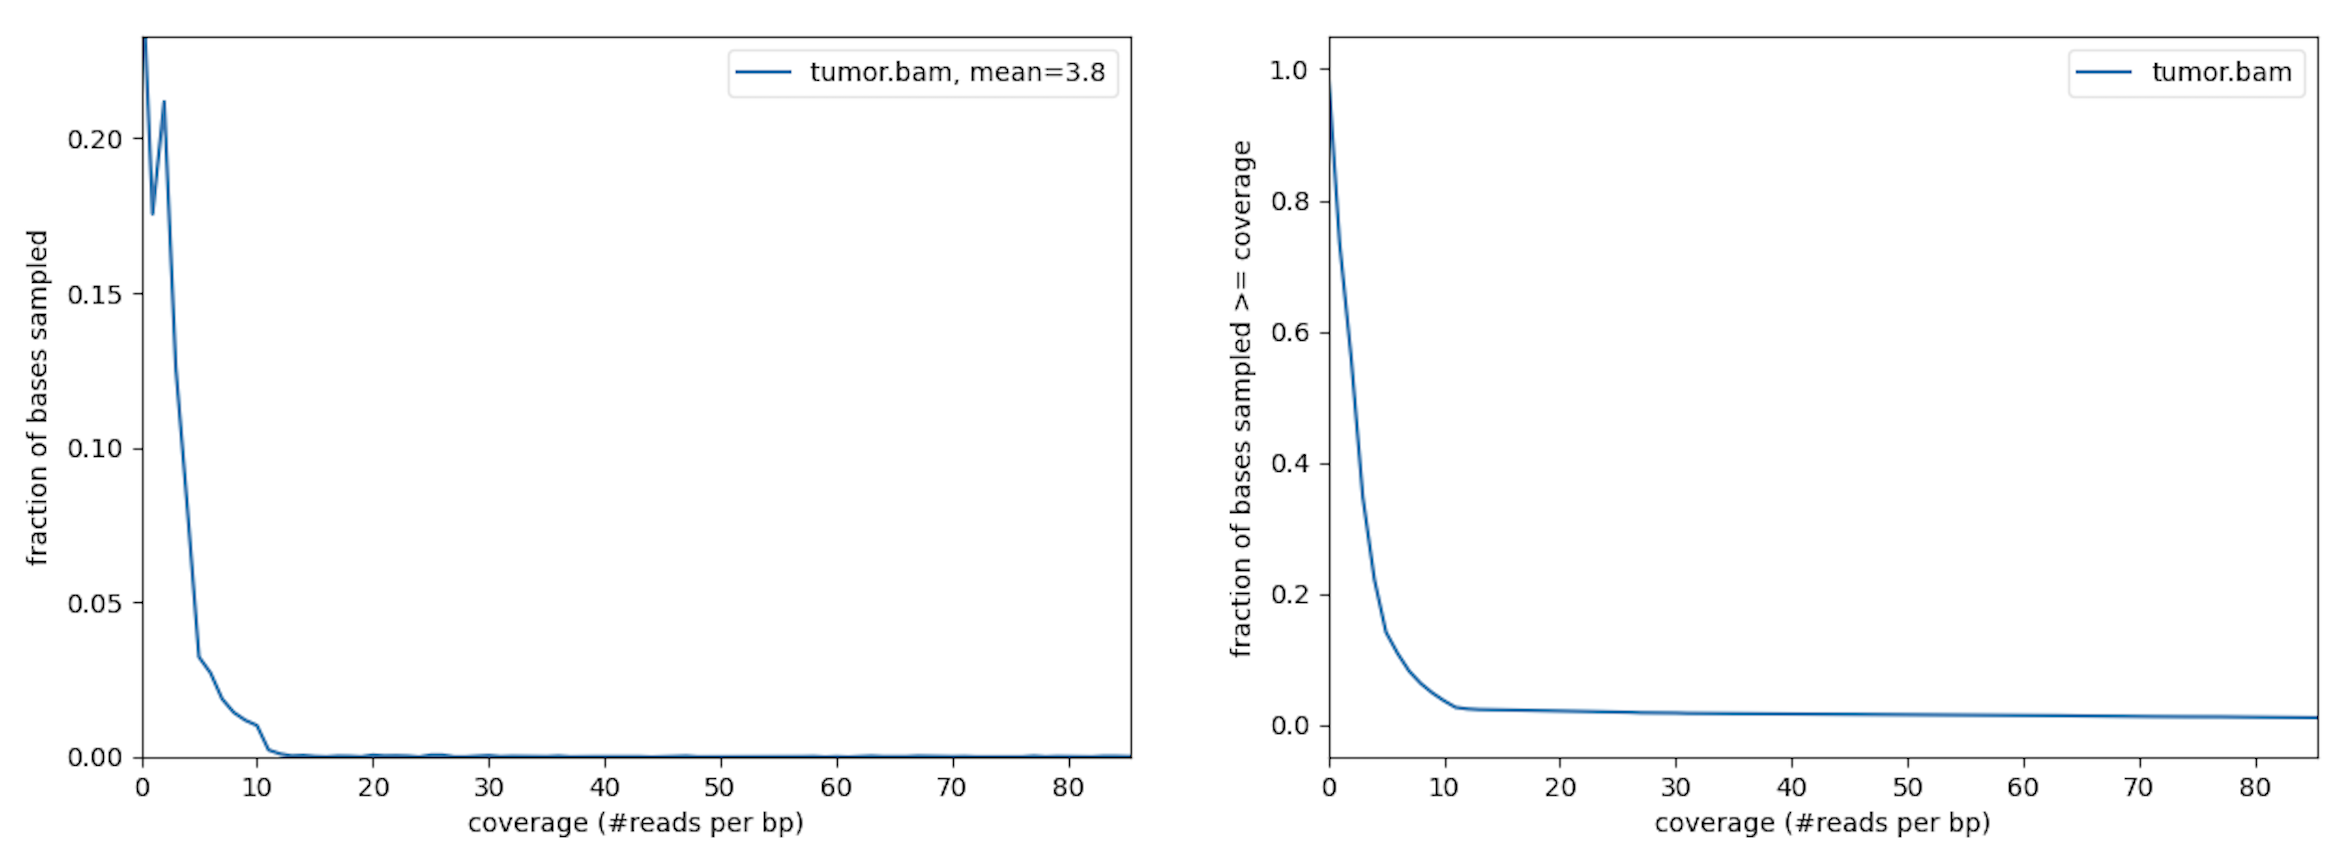 tumor.bam, mean=3.8
fraction of bases sampled
0.20
0.15
0.10
0.05
0.00
0 10 20 30 40 50 60 70 80
coverage (#reads per bp)
tumor.bam
fraction of bases sampled >= coverage
1.0
0.8
0.6
0.4
0.2
0.0
0 10 20 30 40 50 60 70 80
coverage (#reads per bp)